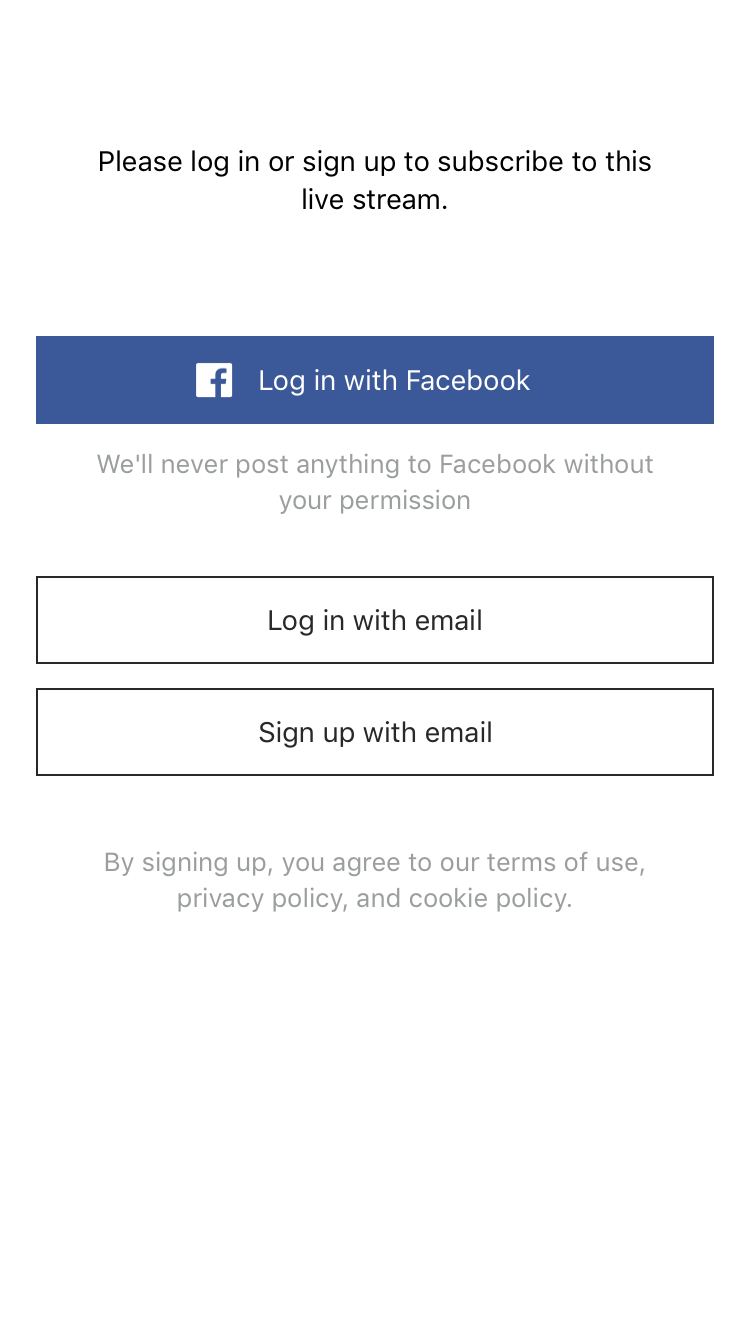 Please log in or sign up to subscribe to this
live stream.
Log in with Facebook
We'll never post anything to Facebook without
your permission
Log in with email
Sign up with email
By signing up, you agree to our terms of use,
privacy policy, and cookie policy.